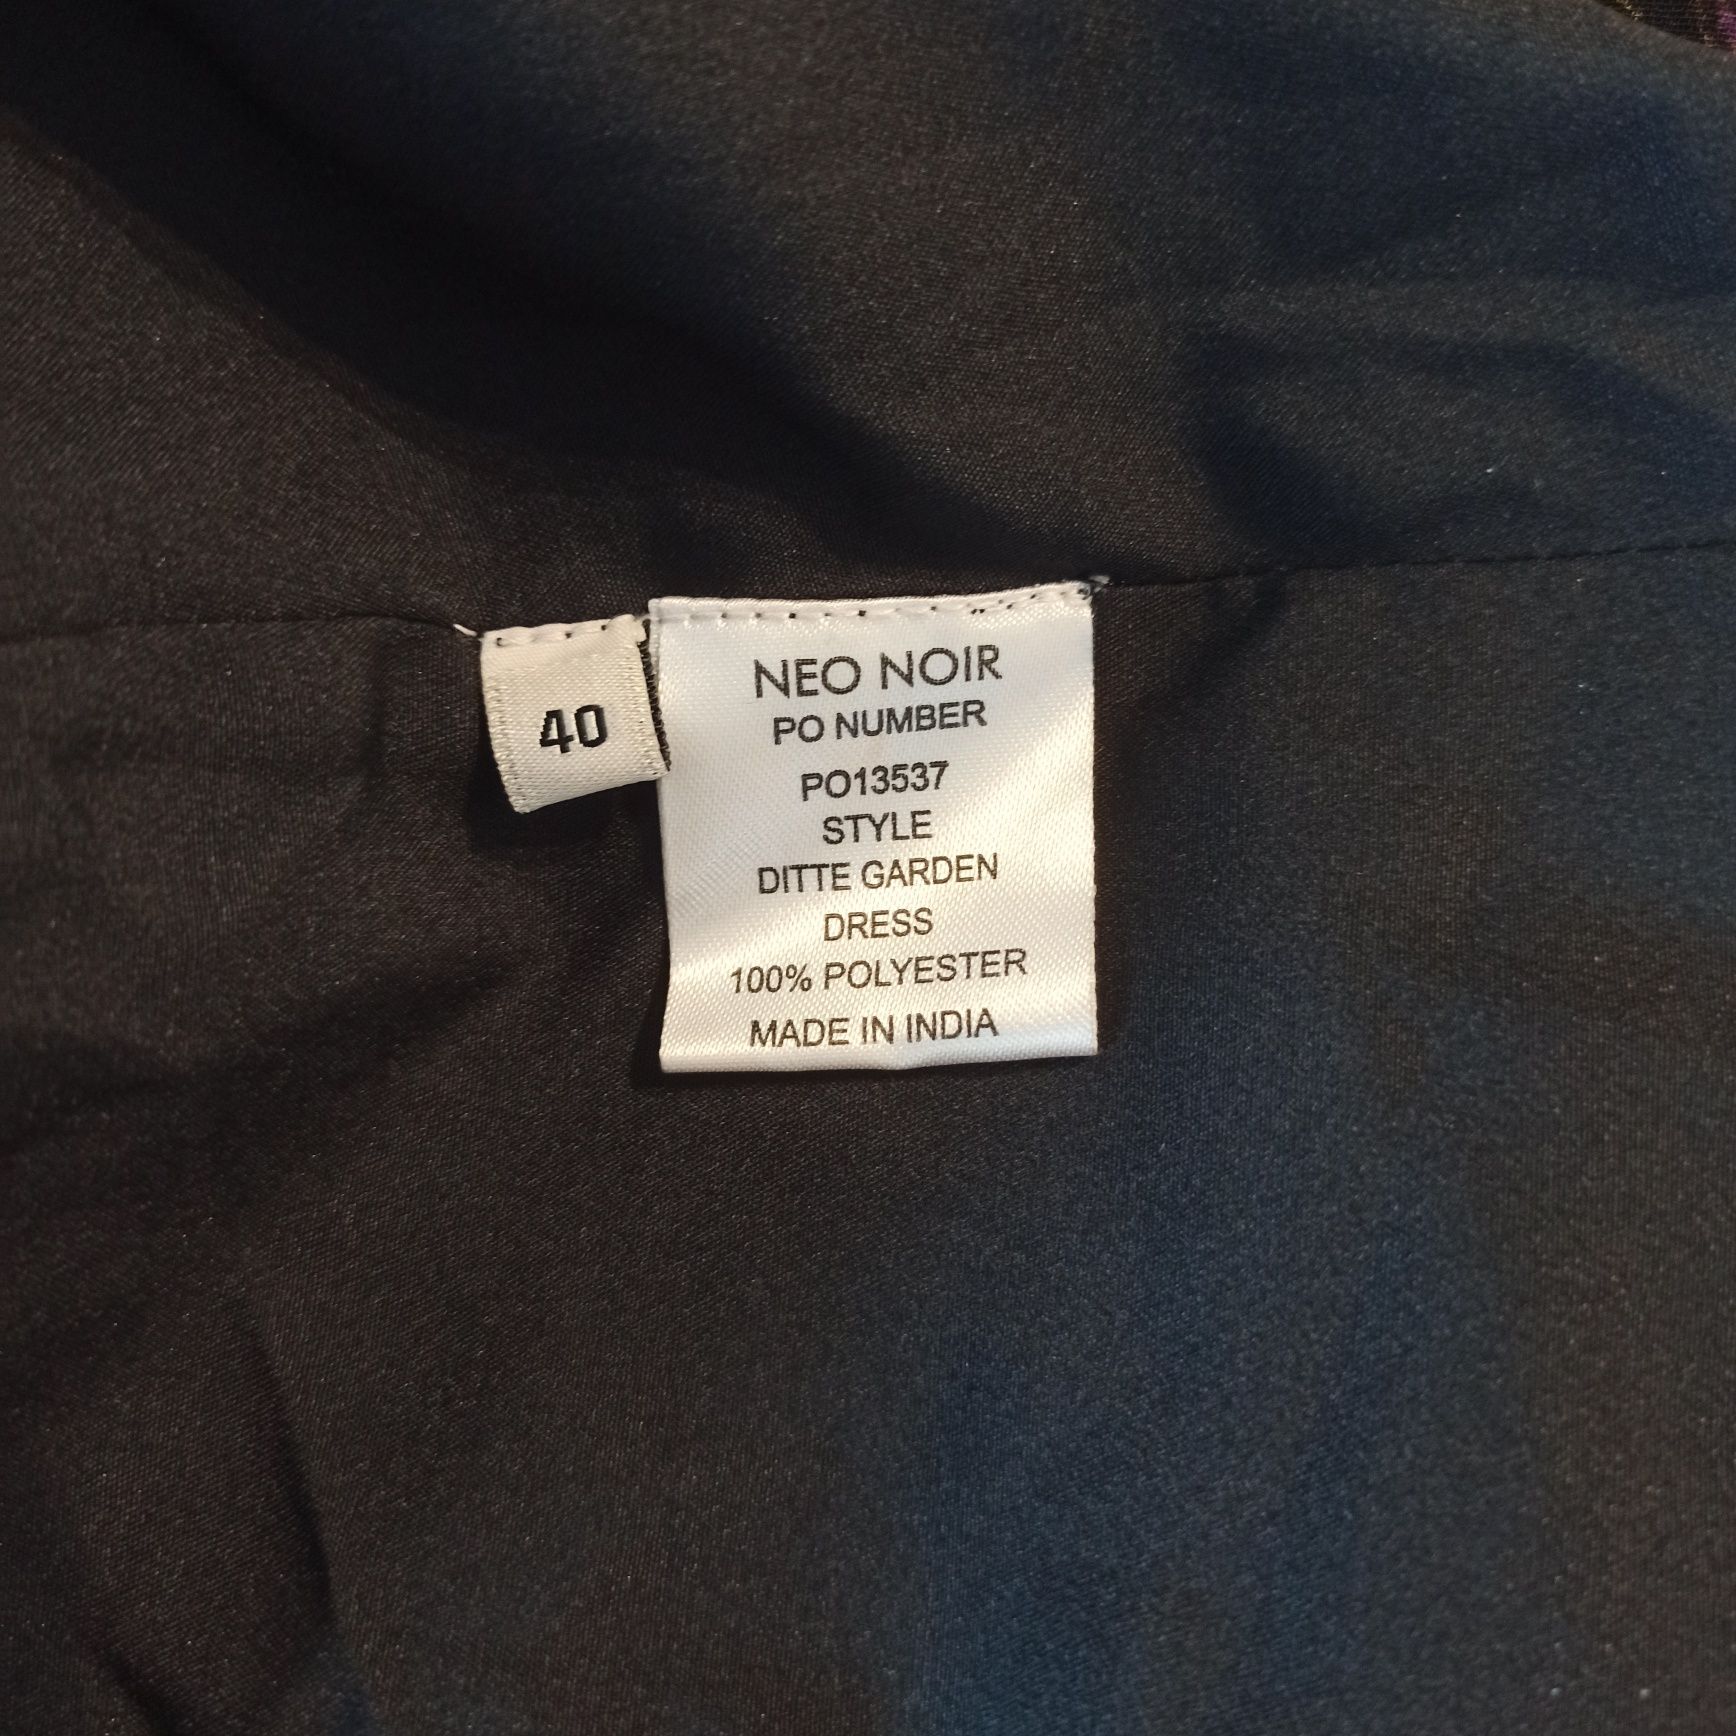 40
NEO NOIR
PO NUMBER
PO13537
STYLE
DITTE GARDEN
DRESS
100% POLYESTER
MADE IN INDIA